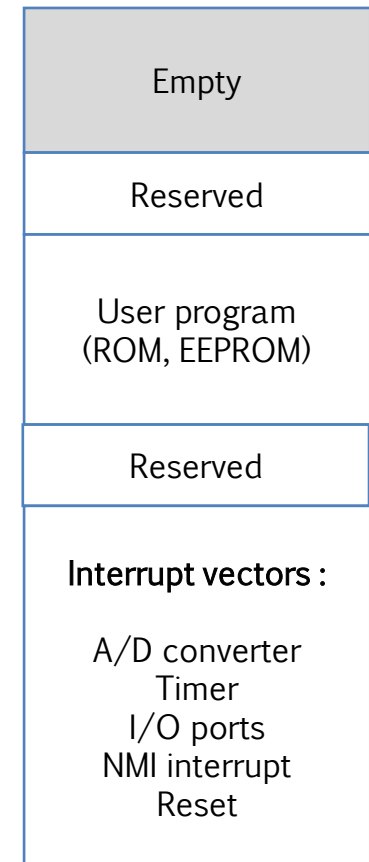 Empty
Reserved
User program
(ROM, EEPROM)
Reserved
Interrupt vectors :
A/D converter
Timer
I/O ports
NMI interrupt
Reset